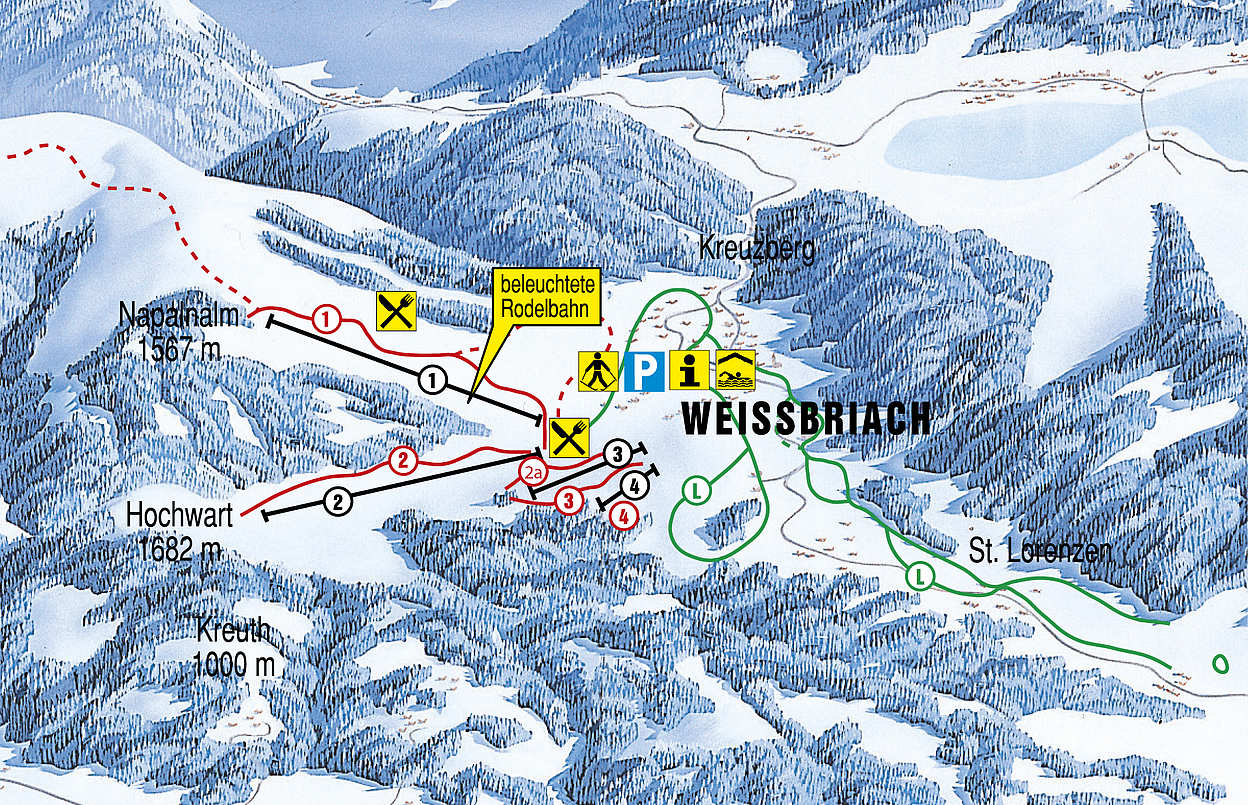 Kreuzberg
beleuchtete
Rodelbahn
Napalnalm
1567 m
1
1
P
i
WEISSBRIACH
2
2a
3
L
2
3
4
4
Hochwart
1682 m
St. Lorenzen
L
Kreuth
1000 m